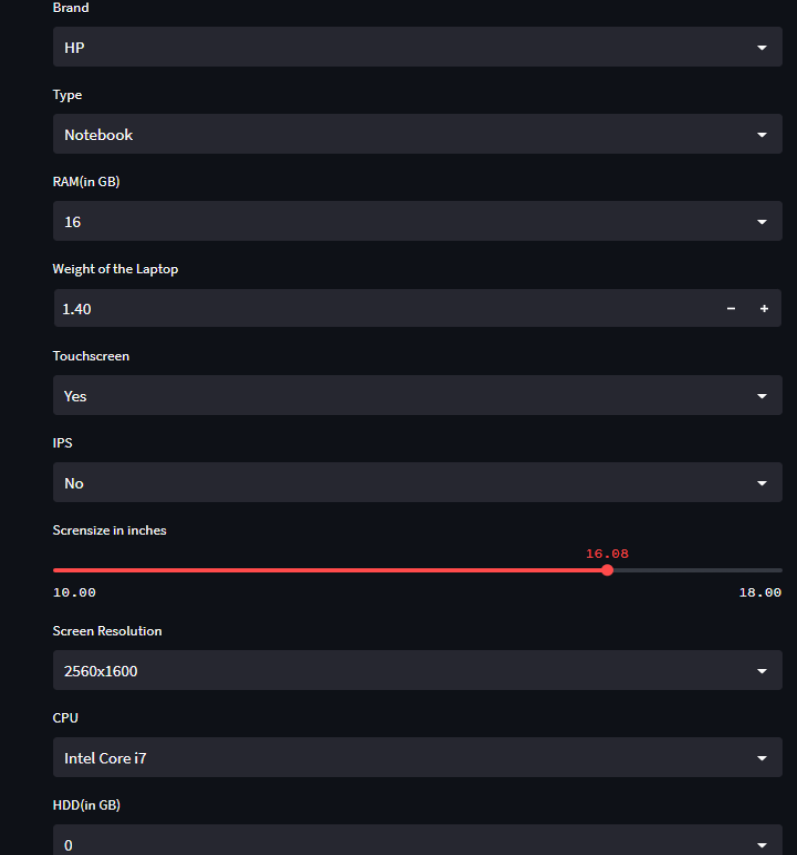 Brand
HP
Type
Notebook
RAM(in GB)
16
Weight of the Laptop
1.40
Touchscreen
Yes
IPS
No
Scrensize in inches
16.08
10.00 18.00
Screen Resolution
2560x1600
CPU
Intel Core i7
HDD(in GB)
0